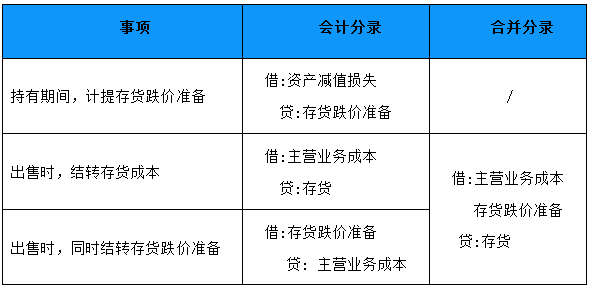 事项 会计分录 合并分录
持有期间，计提存货跌价准备
借:资产减值损失
贷:存货跌价准备
/
出售时，结转存货成本
借:主营业务成本
贷:存货
出售时，同时结转存货跌价准备
借:存货跌价准备
贷: 主营业务成本
借:主营业务成本
存货跌价准备
贷:存货